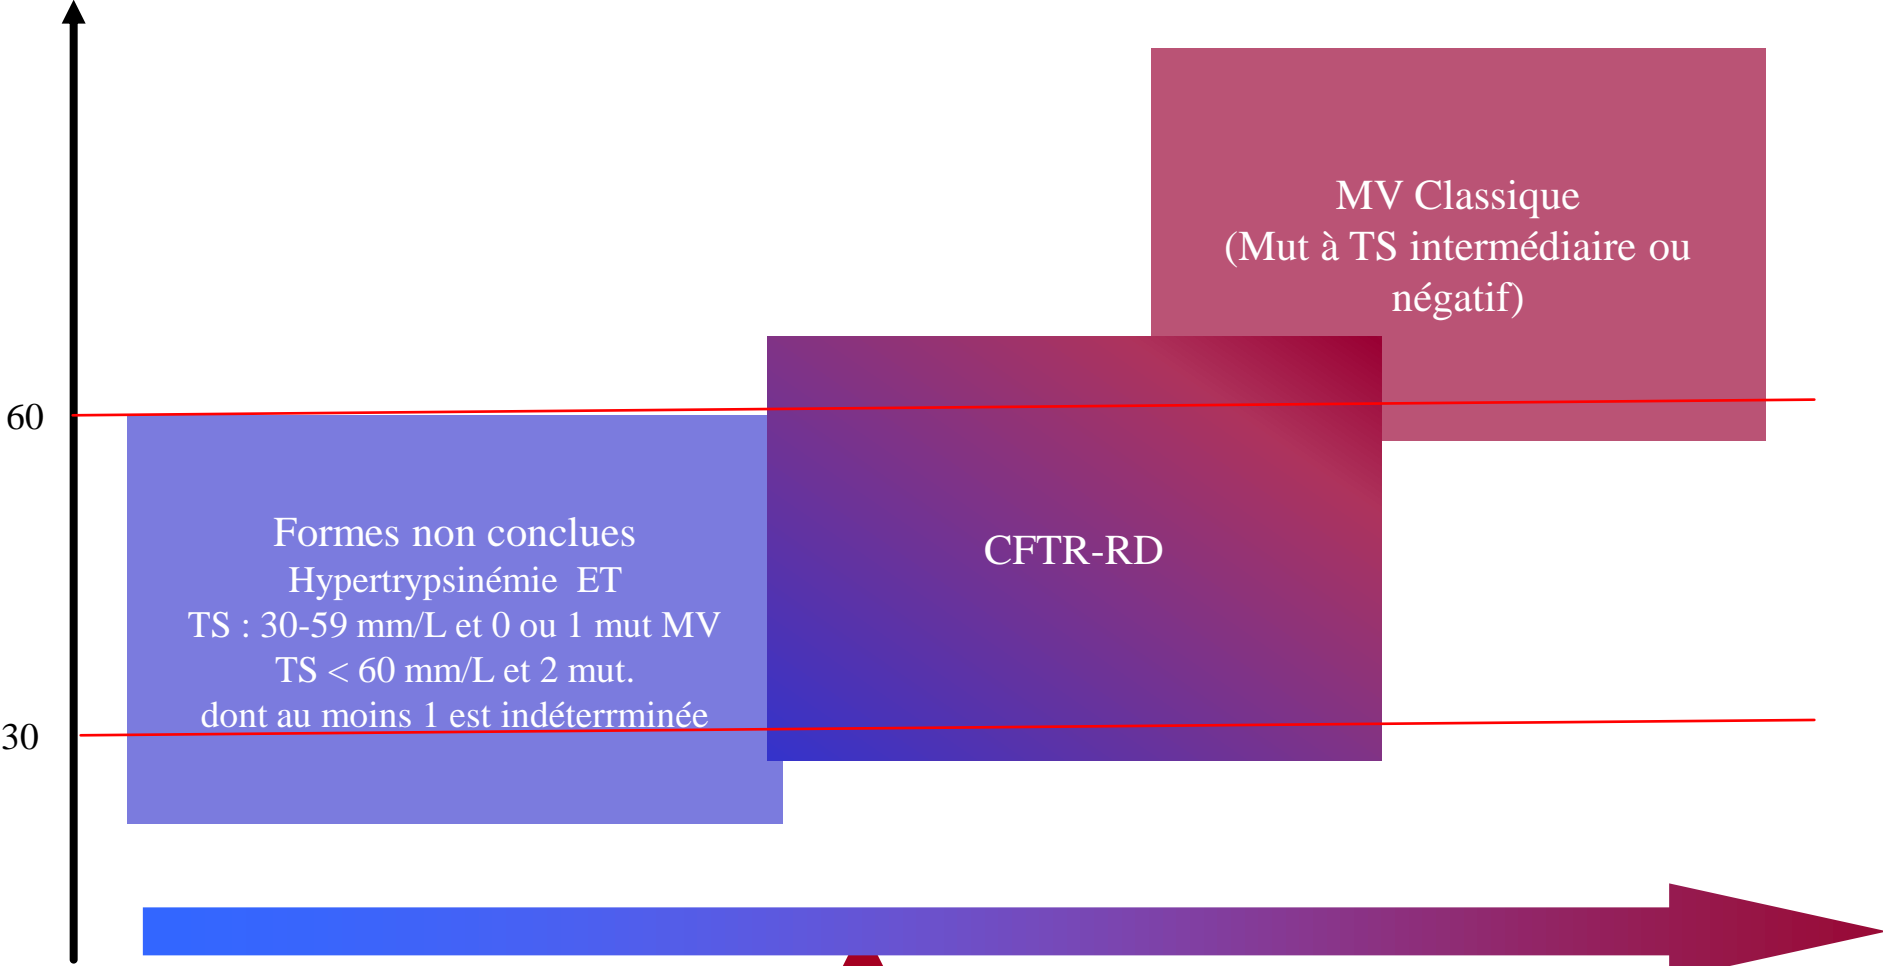 MV Classique
(Mut à TS intermédiaire ou
négatif)
60
Formes non conclues
Hypertrypsinémie ET
TS : 30-59 mm/L et 0 ou 1 mut MV
TS < 60 mm/L et 2 mut.
dont au moins 1 est indéterrminée
CFTR-RD
30